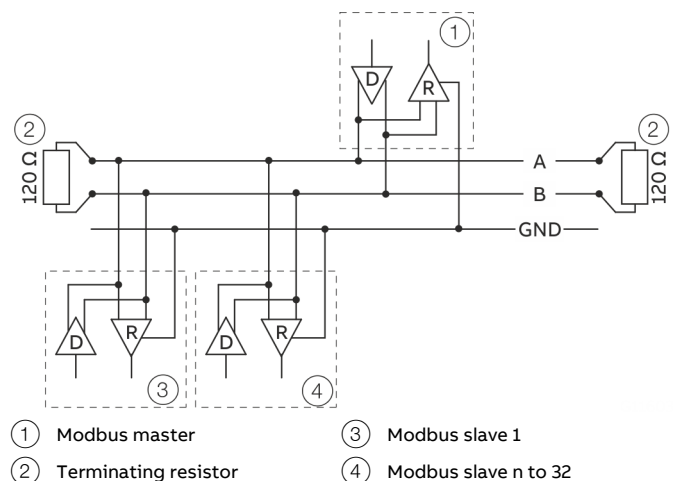 1
D
R
2
120 Ω
A
B
GND
2
120 Ω
D
R
3
D
R
4
1 Modbus master
2 Terminating resistor
3 Modbus slave 1
4 Modbus slave n to 32